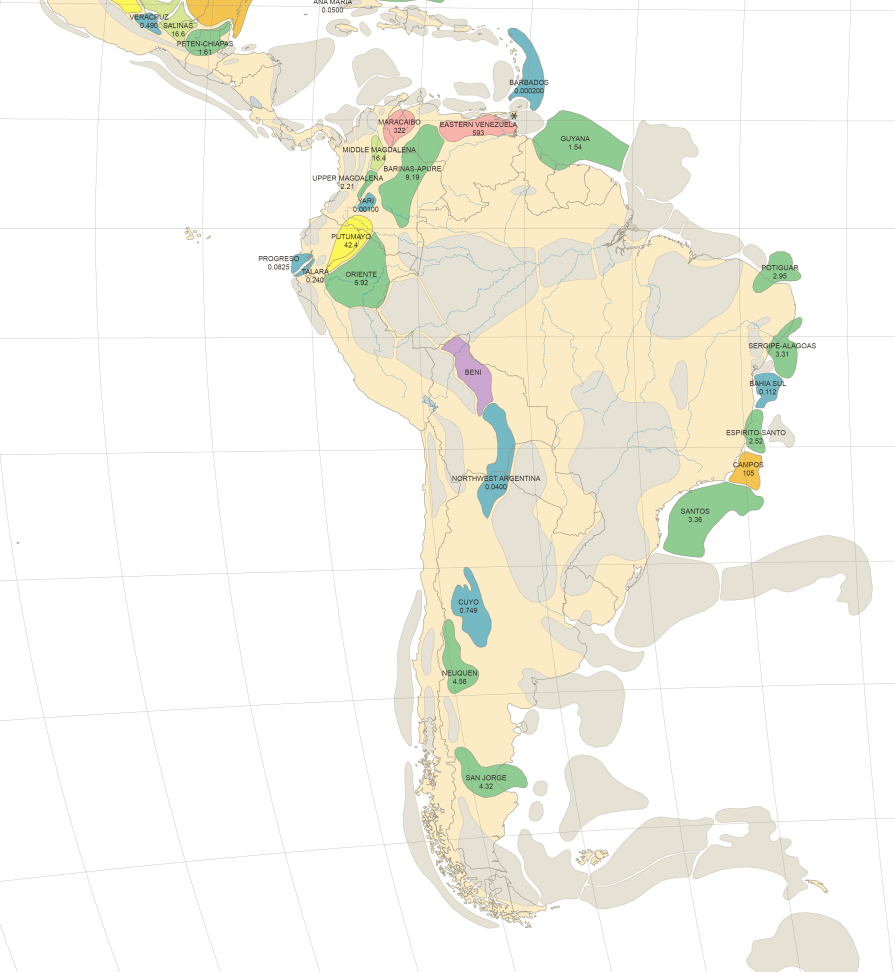 ANA MARIA
0.0500
VERACRUZ
0.490
SALINAS
16.6
PETEN-CHIAPAS
1.61
BARBADOS
0.000200
MARACAIBO
322
EASTERN VENEZUELA
593
*
GUYANA
1.54
MIDDLE MAGDALENA
16.4
BARINAS-APURE
9.19
UPPER MAGDALENA
2.21
YARI
0.00100
PUTUMAYO
42.4
PROGRESO
0.0825
TALARA
0.240
ORIENTE
5.92
POTIGUAR
2.95
SERGIPE-ALAGOAS
3.31
BENI
BAHIA SUL
0.112
ESPIRITO-SANTO
2.52
CAMPOS
105
NORTHWEST ARGENTINA
0.0400
SANTOS
3.36
CUYO
0.749
NEUQUEN
4.56
SAN JORGE
4.32